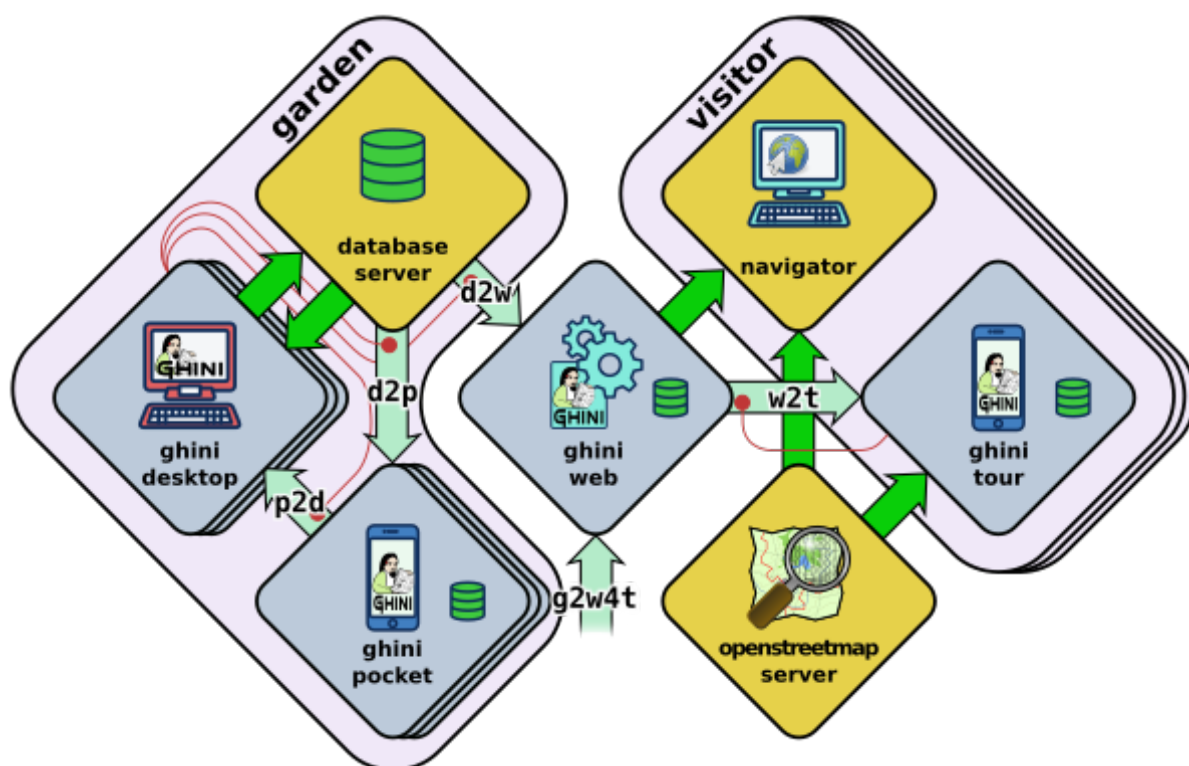 garden
visitor
database
server
navigator
d2w
GHINI
GHINI
GHINI
d2p
w2t
ghini
desktop
ghini
web
ghini
tour
p2d
GHINI
g2w4t
ghini
pocket
openstreetmap
server